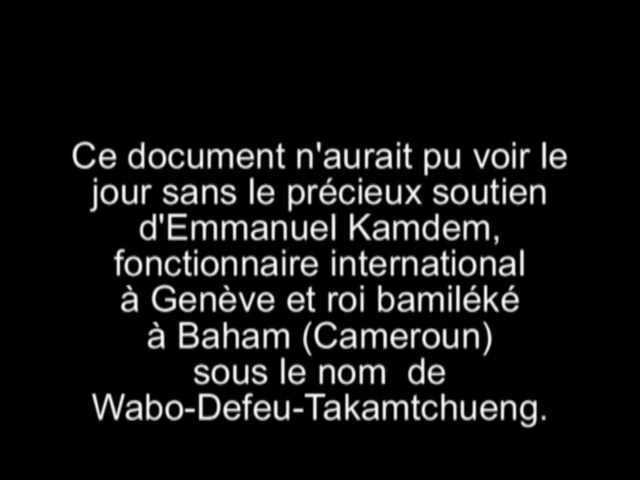 Ce document n'aurait pu voir le
jour sans le précieux soutien
d'Emmanuel Kamdem,
fonctionnaire international
à Genève et roi bamiléké
à Baham (Cameroun)
sous le nom de
Wabo-Defeu-Takamtchueng.